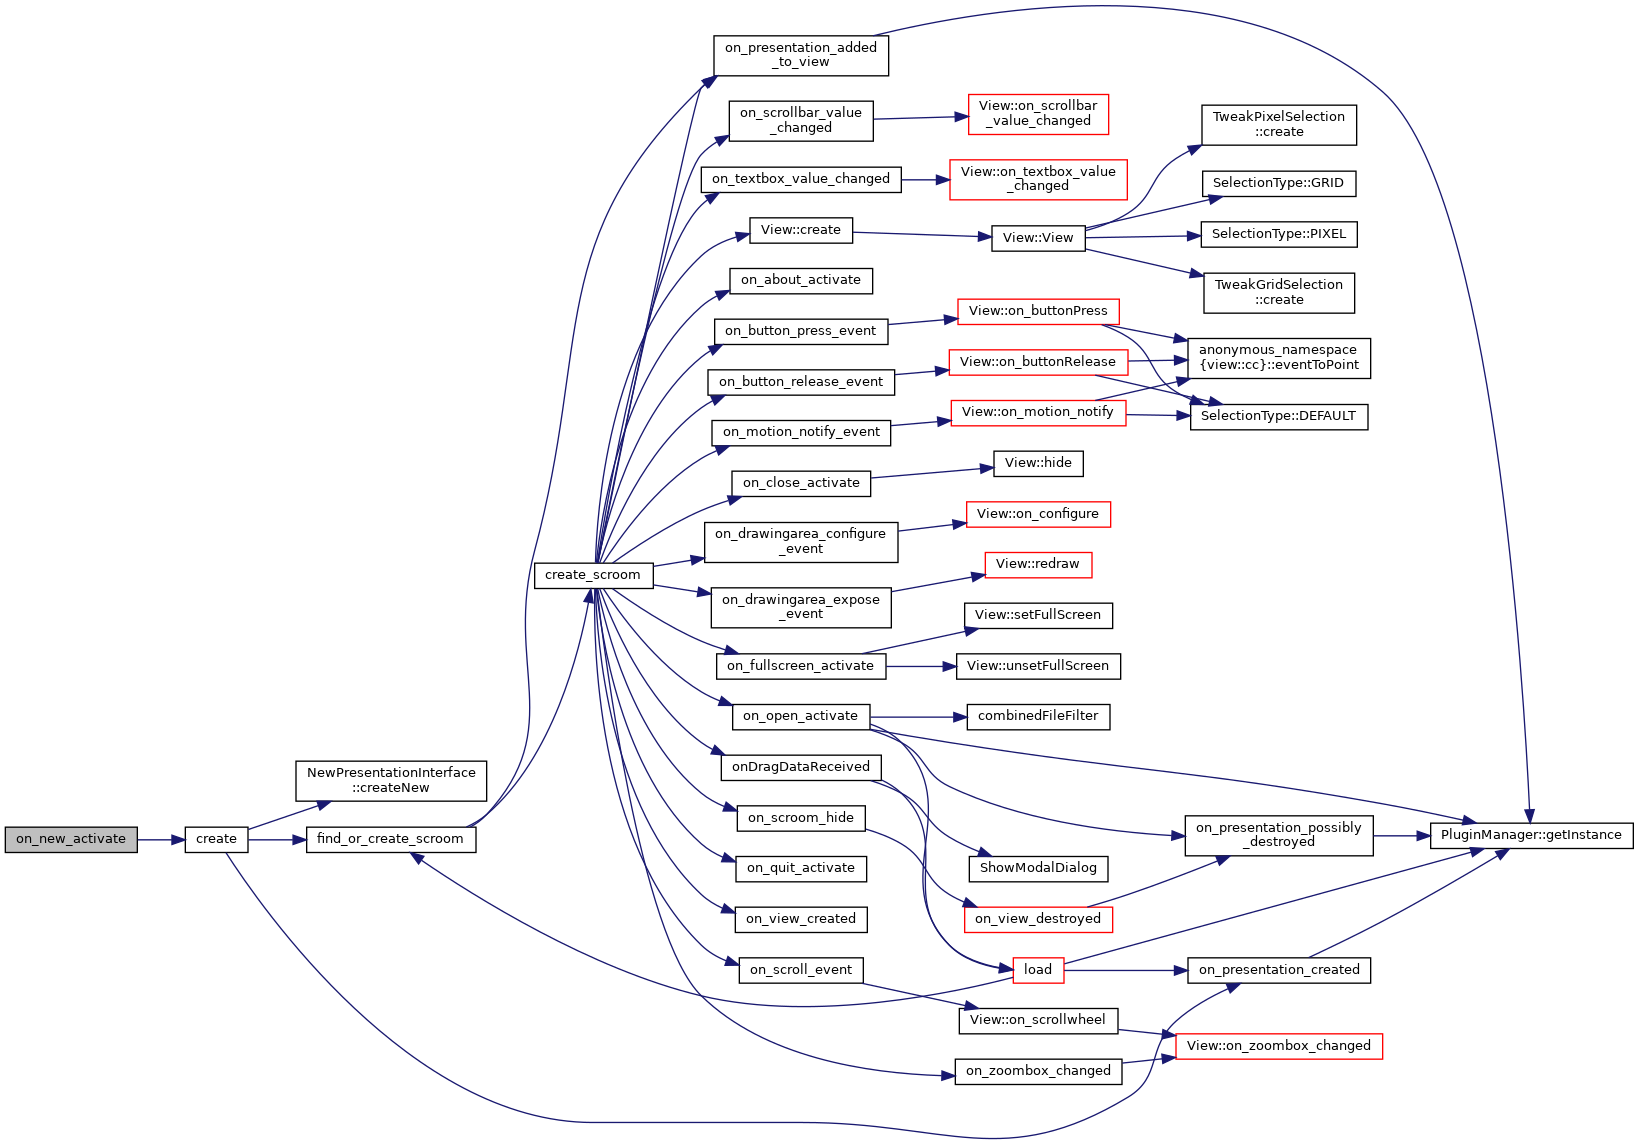 on_new_activate
create
NewPresentationInterface
::createNew
find_or_create_scroom
create_scroom
on_presentation_added
_to_view
on_scrollbar_value
_changed
on_textbox_value_changed
View::create
on_about_activate
on_button_press_event
on_button_release_event
on_motion_notify_event
on_close_activate
on_drawingarea_configure
_event
on_drawingarea_expose
_event
on_fullscreen_activate
on_open_activate
onDragDataReceived
on_scroom_hide
on_quit_activate
on_view_created
on_scroll_event
on_zoombox_changed
View::on_scrollbar
_value_changed
View::on_textbox_value
_changed
View::View
View::on_buttonPress
View::on_buttonRelease
View::on_motion_notify
View::hide
View::on_configure
View::redraw
View::setFullScreen
View::unsetFullScreen
combinedFileFilter
ShowModalDialog
on_view_destroyed
load
View::on_scrollwheel
TweakPixelSelection
::create
SelectionType::GRID
SelectionType::PIXEL
TweakGridSelection
::create
anonymous_namespace
{view::cc}::eventToPoint
SelectionType::DEFAULT
on_presentation_possibly
_destroyed
on_presentation_created
View::on_zoombox_changed
PluginManager::getInstance